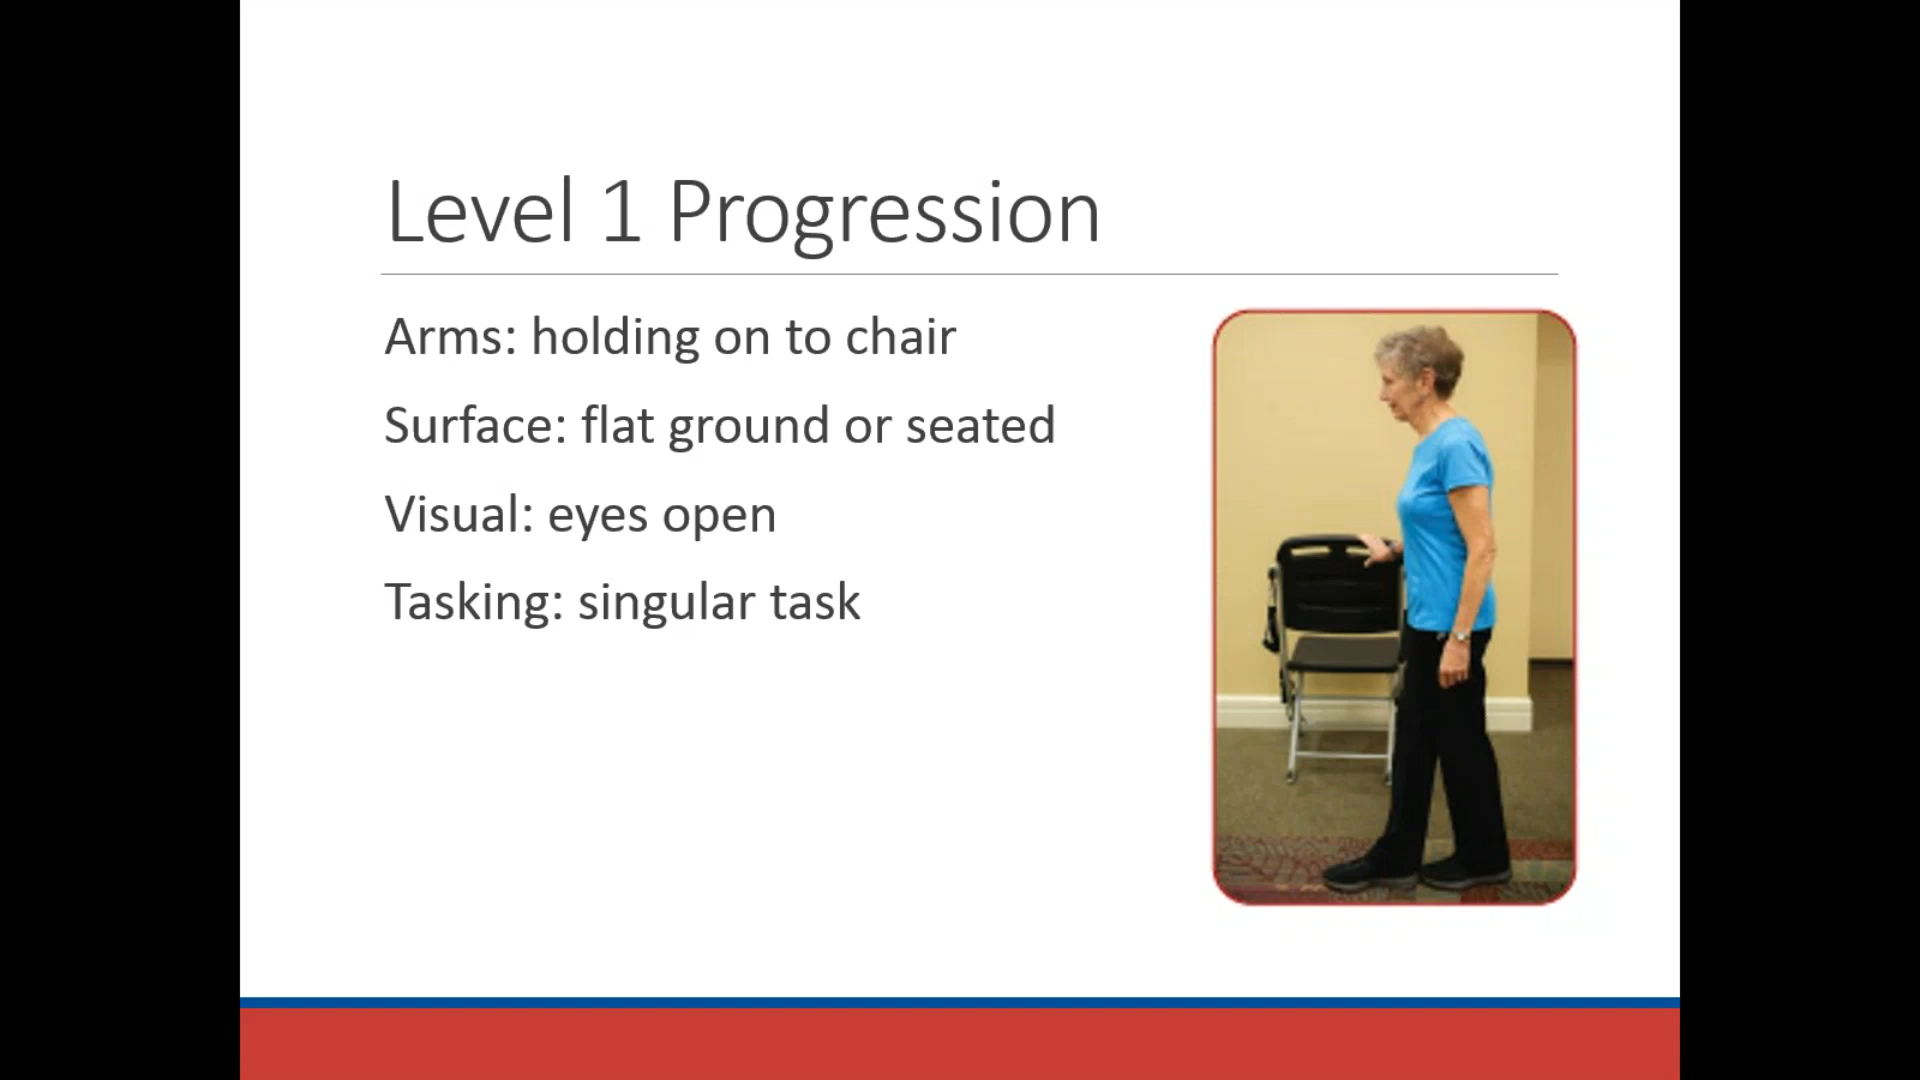 Level 1 Progression
Arms: holding on to chair
Surface: flat ground or seated
Visual: eyes open
Tasking: singular task